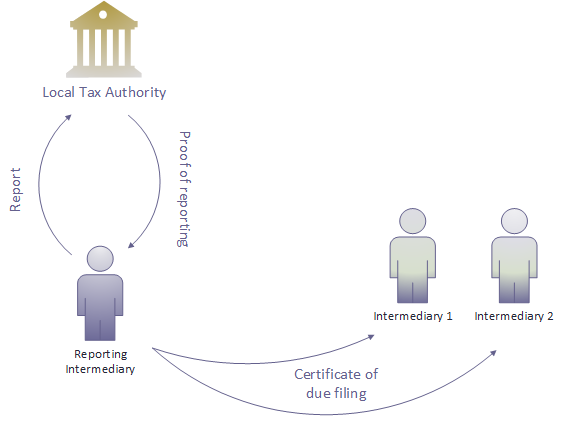 Local Tax Authority
Report
Proof of reporting
Reporting
Intermediary
Intermediary 1
Intermediary 2
Certificate of
due filing